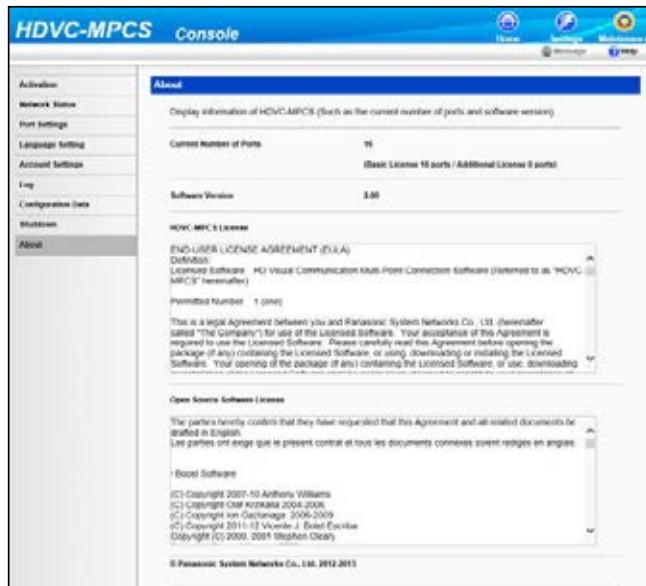 HDVC-MPCS Console
Home Settings Maintenance
Message Help
Activation
Network Status
Port Settings
Language Setting
Account Settings
Log
Configuration Data
Shutdown
About
About
Display information of HDVC-MPCS (Such as the current number of ports and software version)
Current Number of Ports 16
(Basic License 16 ports / Additional License 0 ports)
Software Version 2.00
HDVC-MPCS License
END-USER LICENSE AGREEMENT (EULA)
Definition:
Licensed Software HD Visual Communication Multi-Point Connection Software (Referred to as "HDVC-
MPCS" hereinafter)
Permitted Number 1 (one)
This is a legal Agreement between you and Panasonic System Networks Co., Ltd. (hereinafter
called "The Company") for use of the Licensed Software. Your acceptance of this Agreement is
required to use the Licensed Software. Please carefully read this Agreement before opening the
package (if any) containing the Licensed Software, or using, downloading or installing the Licensed
Software. Your opening of the package (if any) containing the Licensed Software, or use, downloading
Open Source Software License
The parties hereby confirm that they have requested that this Agreement and all related documents be
drafted in English.
Les parties ont exigé que le présent contrat et tous les documents connexes soient rédigés en anglais.
Boost Software
(C) Copyright 2007-10 Anthony Williams
(C) Copyright Olaf Krzikalla 2004-2006.
(C) Copyright Ion Gaztanaga 2006-2009
(C) Copyright 2011-12 Vicente J. Botet Escriba
Copyright (C) 2000, 2001 Stephen Cleary
© Panasonic System Networks Co., Ltd. 2012-2013